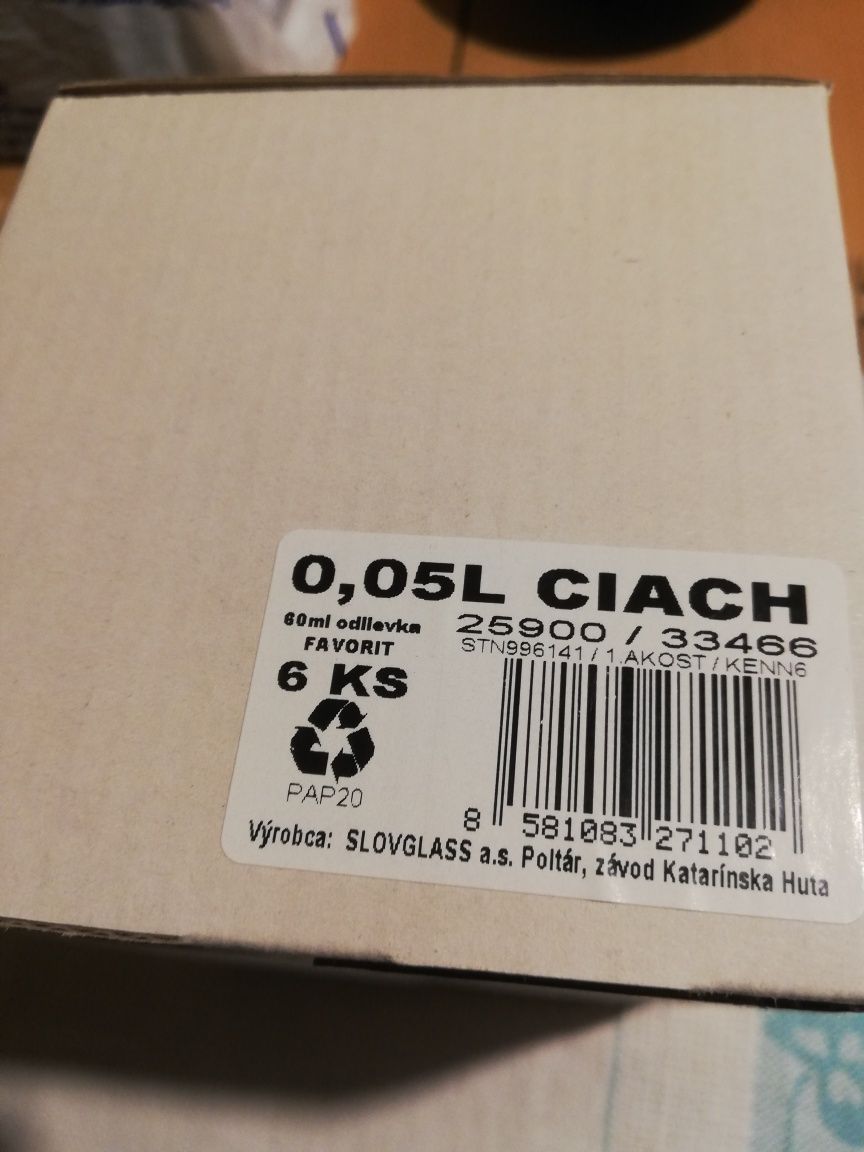 0,05L CIACH
60ml odlievka 25900 / 33466
FAVORIT STN996141 / 1.AKOST / KENN6
6 KS
PAP20
8 581083 271102
Výrobca: SLOVGLASS a.s. Poltár, závod Katarínska Huta